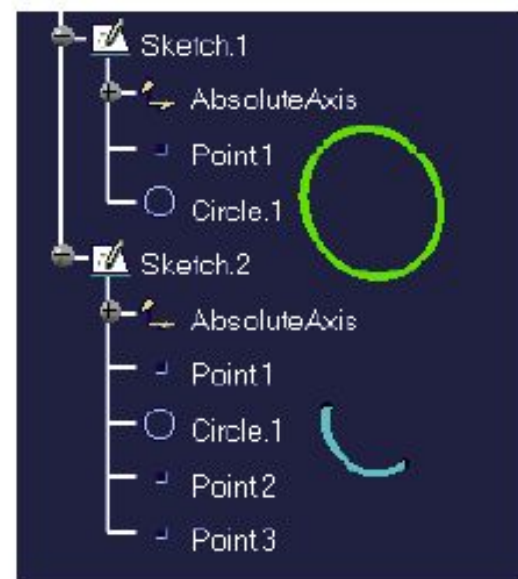 Sketch.1
AbsoluteAxis
Point1
Circle.1
Sketch.2
AbsoluteAxis
Point1
Circle.1
Point2
Point3